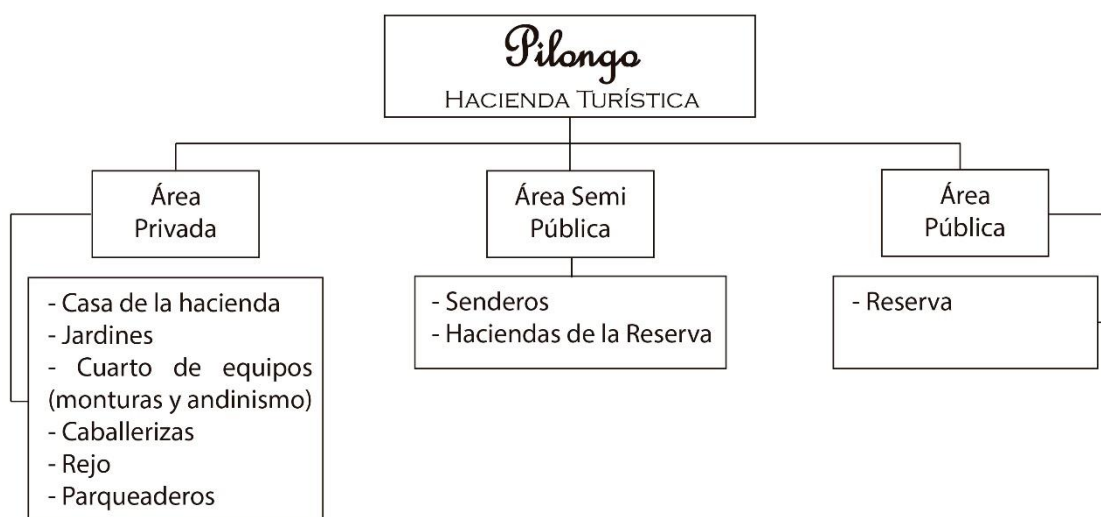 Pilongo
HACIENDA TURÍSTICA
Área
Privada
Área Semi
Pública
Área
Pública
- Casa de la hacienda
- Jardines
- Cuarto de equipos
(monturas y andinismo)
- Caballerizas
- Rejo
- Parqueaderos
- Senderos
- Haciendas de la Reserva
- Reserva